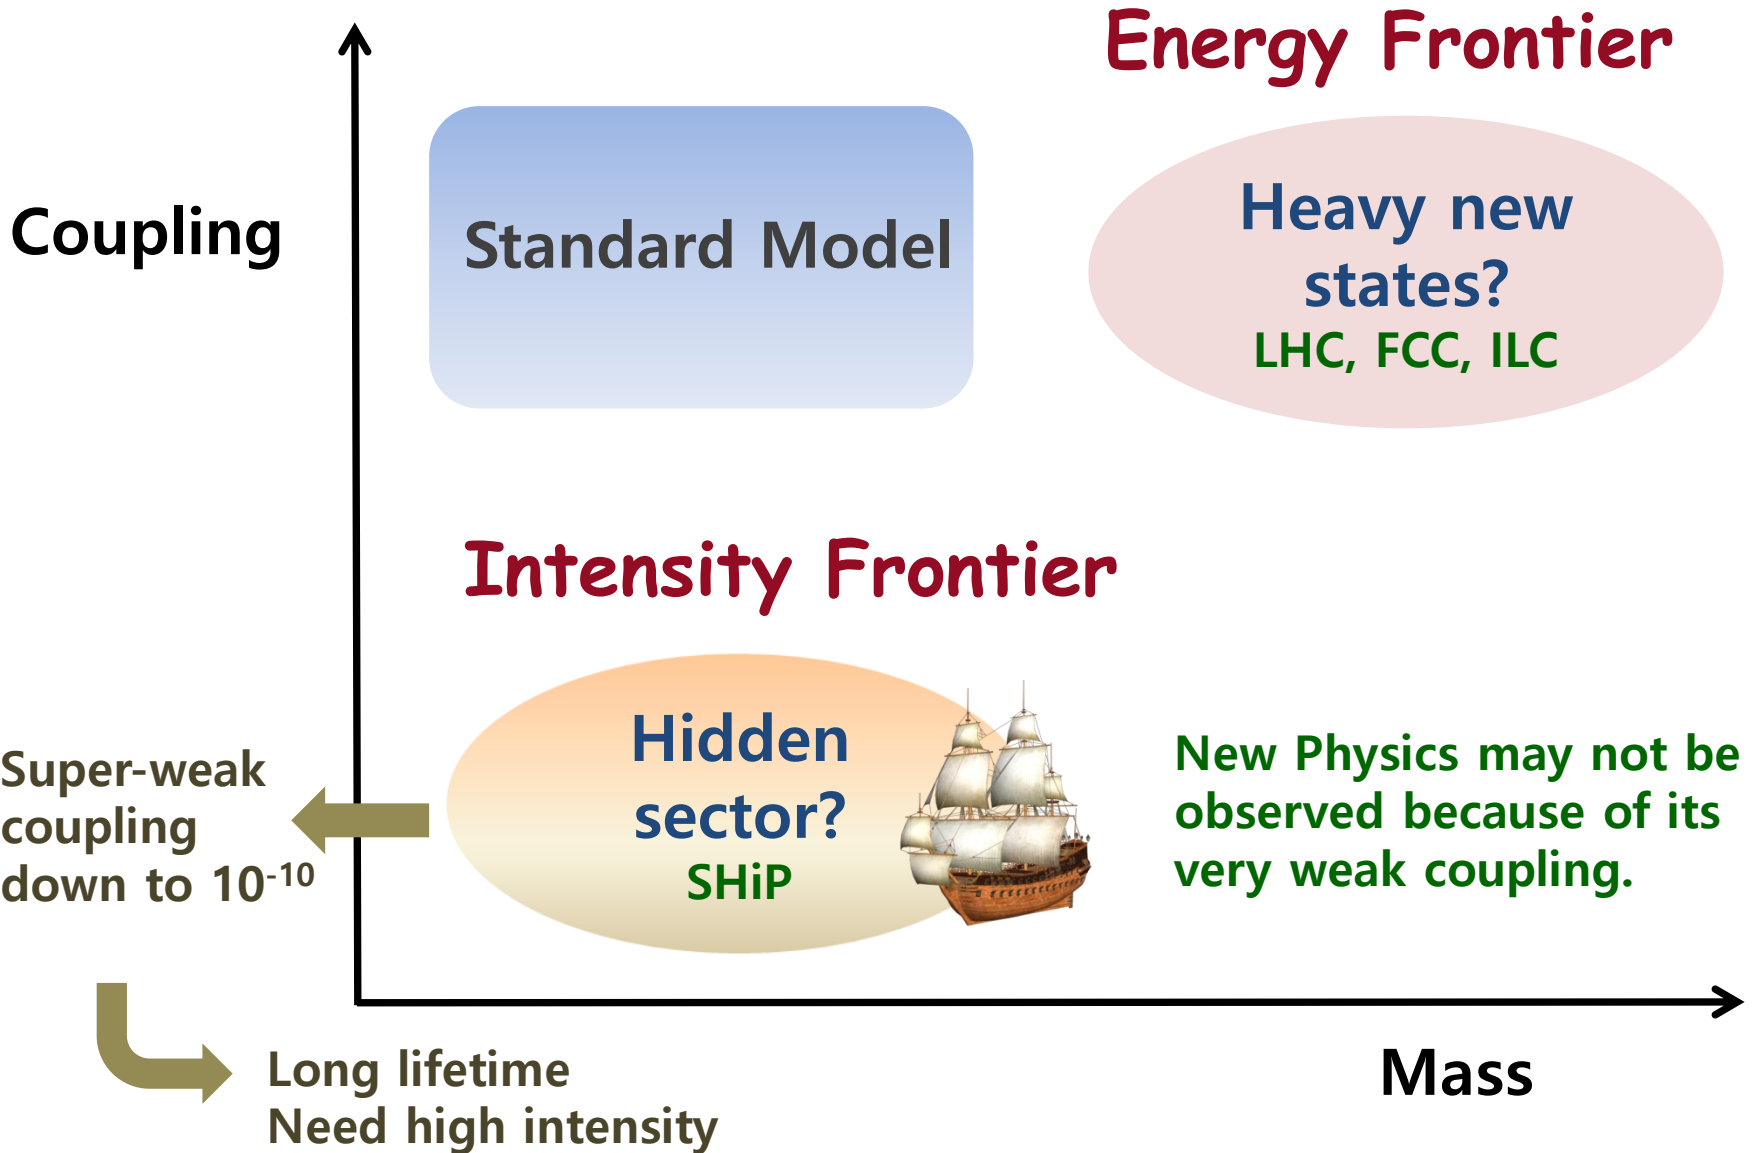 Energy Frontier
Coupling
Standard Model
Heavy new
states?
LHC, FCC, ILC
Intensity Frontier
Hidden
sector?
SHiP
Super-weak
coupling
down to 10⁻¹⁰
New Physics may not be
observed because of its
very weak coupling.
Long lifetime
Need high intensity
Mass